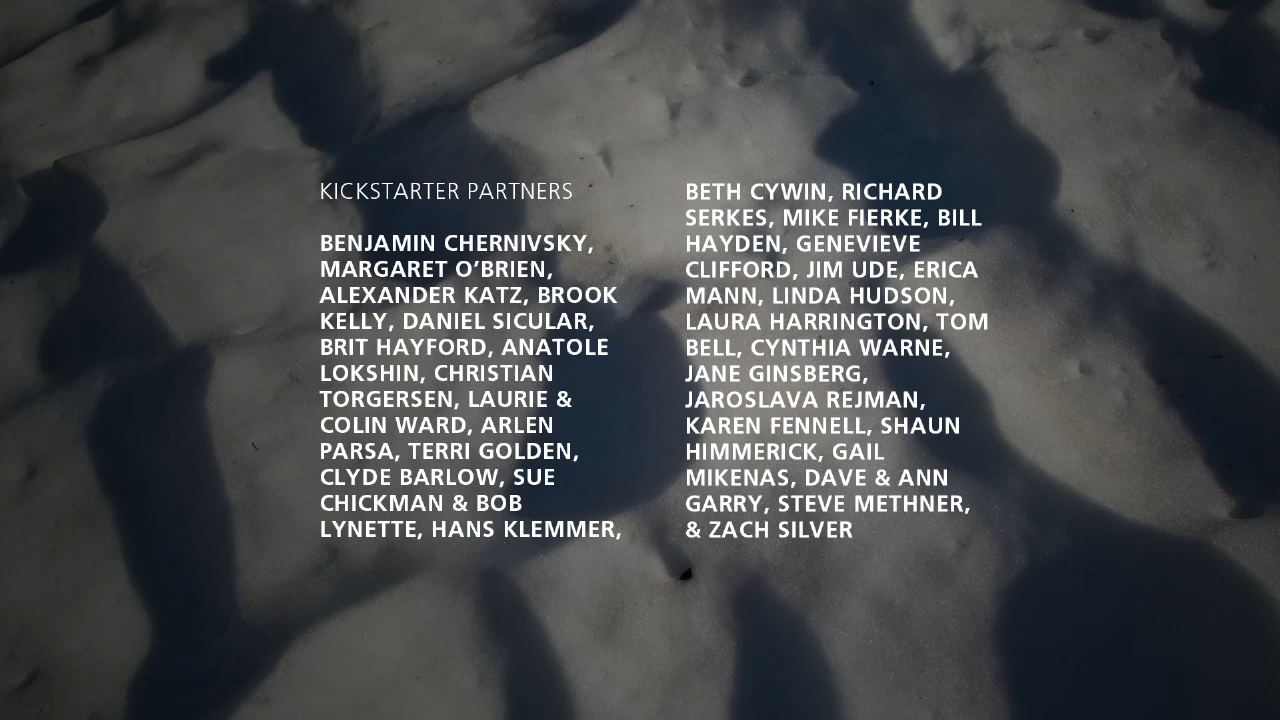 KICKSTARTER PARTNERS
BENJAMIN CHERNIVSKY,
MARGARET O’BRIEN,
ALEXANDER KATZ, BROOK
KELLY, DANIEL SICULAR,
BRIT HAYFORD, ANATOLE
LOKSHIN, CHRISTIAN
TORGERSEN, LAURIE &
COLIN WARD, ARLEN
PARSA, TERRI GOLDEN,
CLYDE BARLOW, SUE
CHICKMAN & BOB
LYNETTE, HANS KLEMMER,
BETH CYWIN, RICHARD
SERKES, MIKE FIERKE, BILL
HAYDEN, GENEVIEVE
CLIFFORD, JIM UDE, ERICA
MANN, LINDA HUDSON,
LAURA HARRINGTON, TOM
BELL, CYNTHIA WARNE,
JANE GINSBERG,
JAROSLAVA REJMAN,
KAREN FENNELL, SHAUN
HIMMERICK, GAIL
MIKENAS, DAVE & ANN
GARRY, STEVE METHNER,
& ZACH SILVER